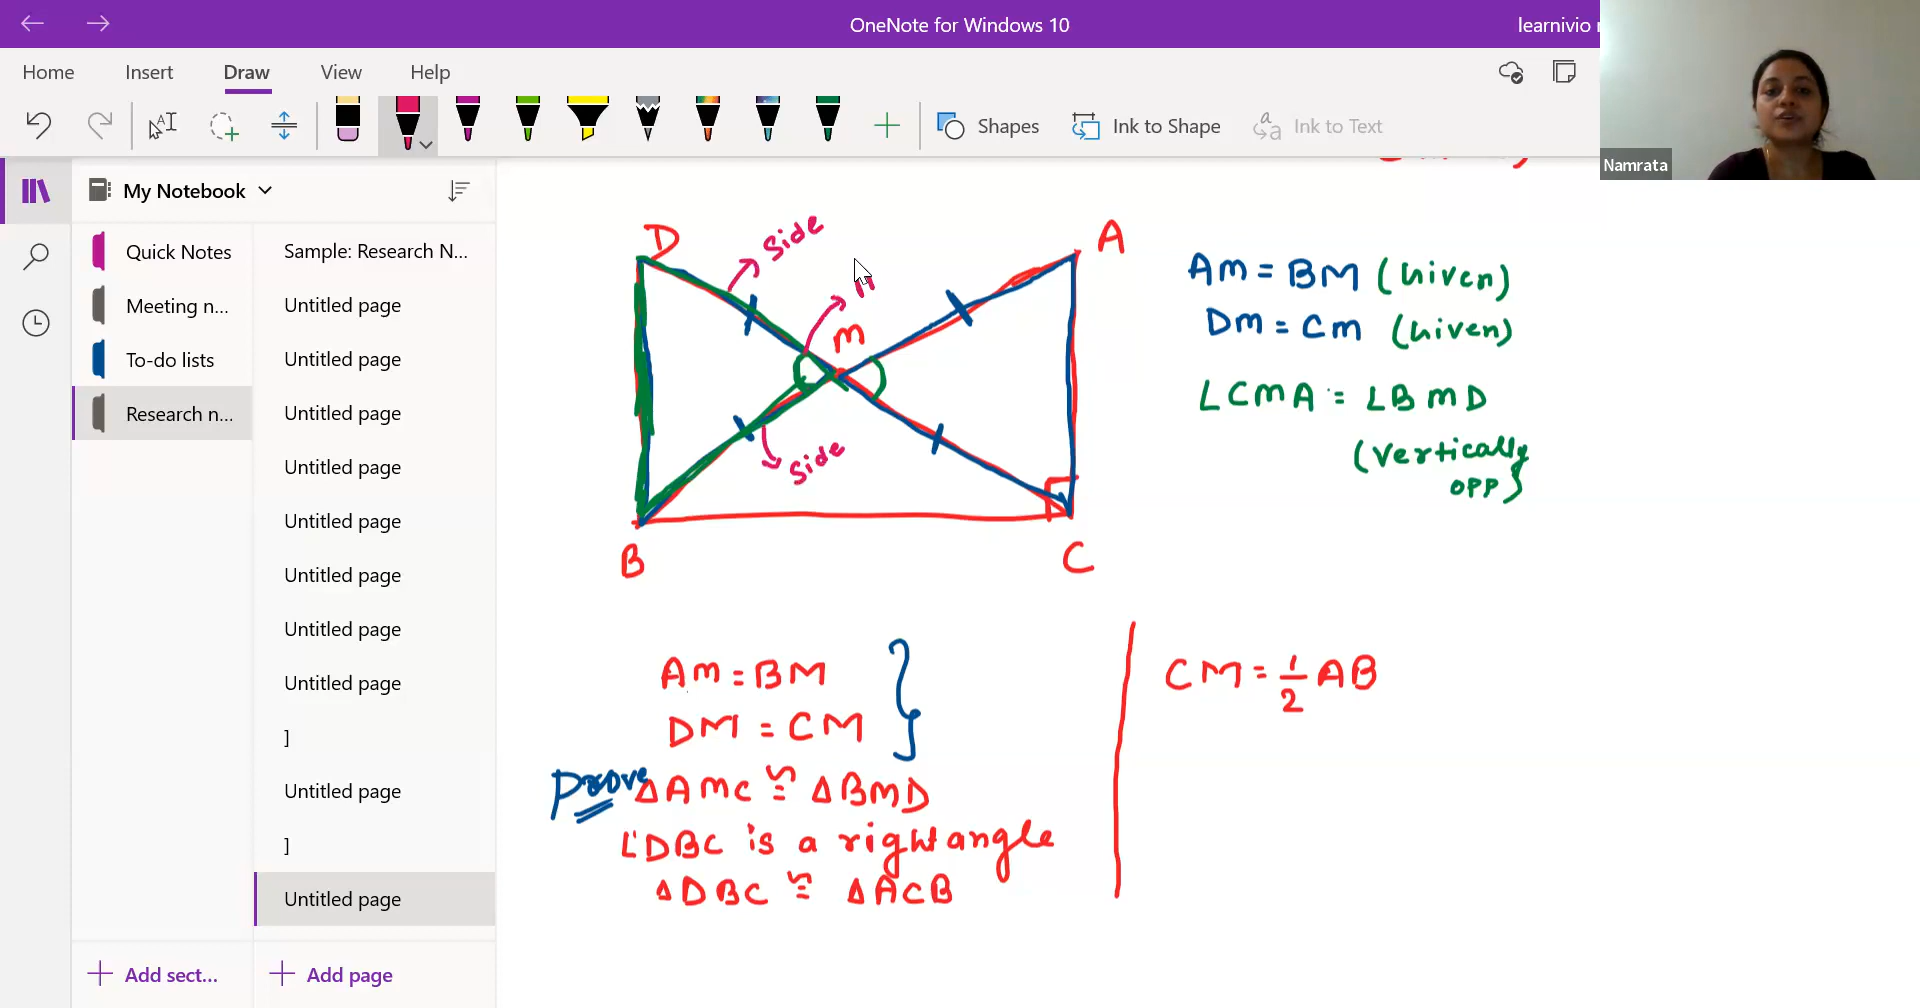 OneNote for Windows 10
learnivio
Home Insert Draw View Help
Shapes Ink to Shape Ink to Text
Namrata
My Notebook
Quick Notes
Meeting n...
To-do lists
Research n...
Sample: Research N...
Untitled page
Untitled page
Untitled page
Untitled page
Untitled page
Untitled page
Untitled page
Untitled page
]
Untitled page
]
Untitled page
+ Add sect...
+ Add page
D
Side
A
M
Side
B
C
AM = BM (Given)
DM = CM (Given)
∠CMA = ∠BMD
(Vertically
opp)
AM = BM
DM = CM
Prove ΔAMC ≅ ΔBMD
∠DBC is a right angle
ΔDBC ≅ ΔACB
CM = 1/2 AB